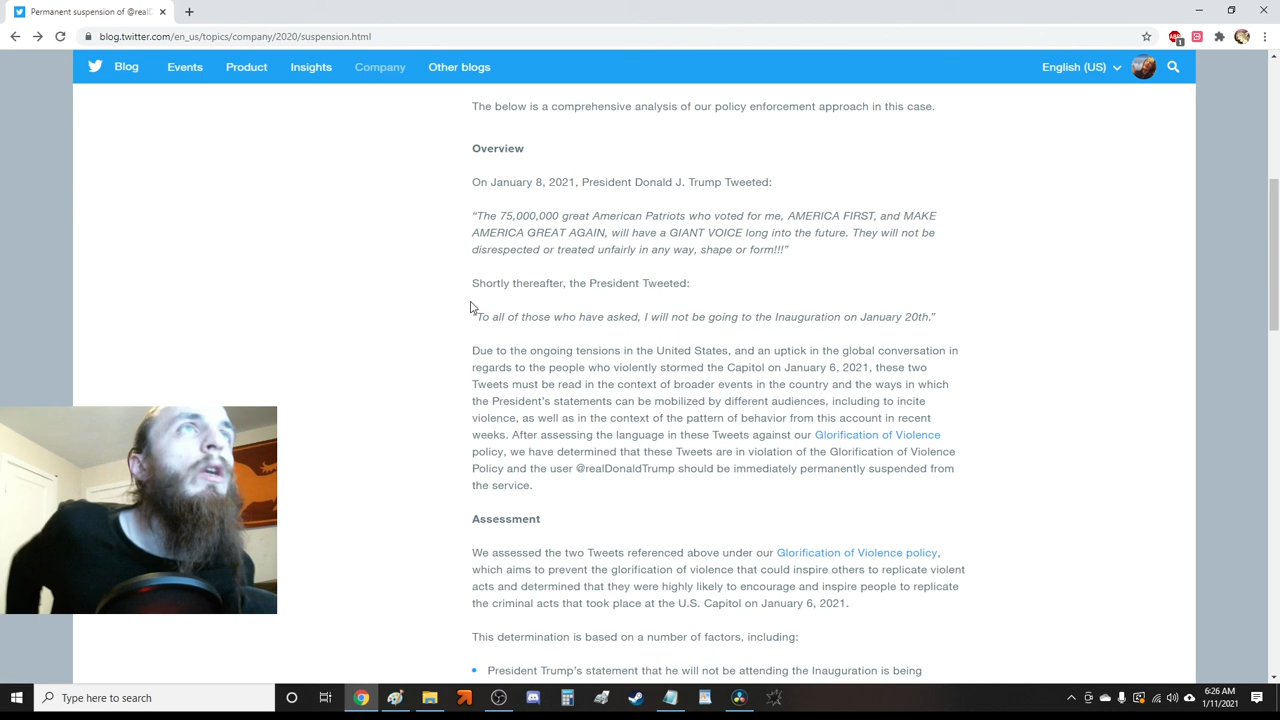 Permanent suspension of @realD
blog.twitter.com/en_us/topics/company/2020/suspension.html
Blog Events Product Insights Company Other blogs English (US)
The below is a comprehensive analysis of our policy enforcement approach in this case.
Overview
On January 8, 2021, President Donald J. Trump Tweeted:
“The 75,000,000 great American Patriots who voted for me, AMERICA FIRST, and MAKE
AMERICA GREAT AGAIN, will have a GIANT VOICE long into the future. They will not be
disrespected or treated unfairly in any way, shape or form!!!”
Shortly thereafter, the President Tweeted:
“To all of those who have asked, I will not be going to the Inauguration on January 20th.”
Due to the ongoing tensions in the United States, and an uptick in the global conversation in
regards to the people who violently stormed the Capitol on January 6, 2021, these two
Tweets must be read in the context of broader events in the country and the ways in which
the President’s statements can be mobilized by different audiences, including to incite
violence, as well as in the context of the pattern of behavior from this account in recent
weeks. After assessing the language in these Tweets against our Glorification of Violence
policy, we have determined that these Tweets are in violation of the Glorification of Violence
Policy and the user @realDonaldTrump should be immediately permanently suspended from
the service.
Assessment
We assessed the two Tweets referenced above under our Glorification of Violence policy,
which aims to prevent the glorification of violence that could inspire others to replicate violent
acts and determined that they were highly likely to encourage and inspire people to replicate
the criminal acts that took place at the U.S. Capitol on January 6, 2021.
This determination is based on a number of factors, including:
• President Trump’s statement that he will not be attending the Inauguration is being
Type here to search
6:26 AM
1/11/2021